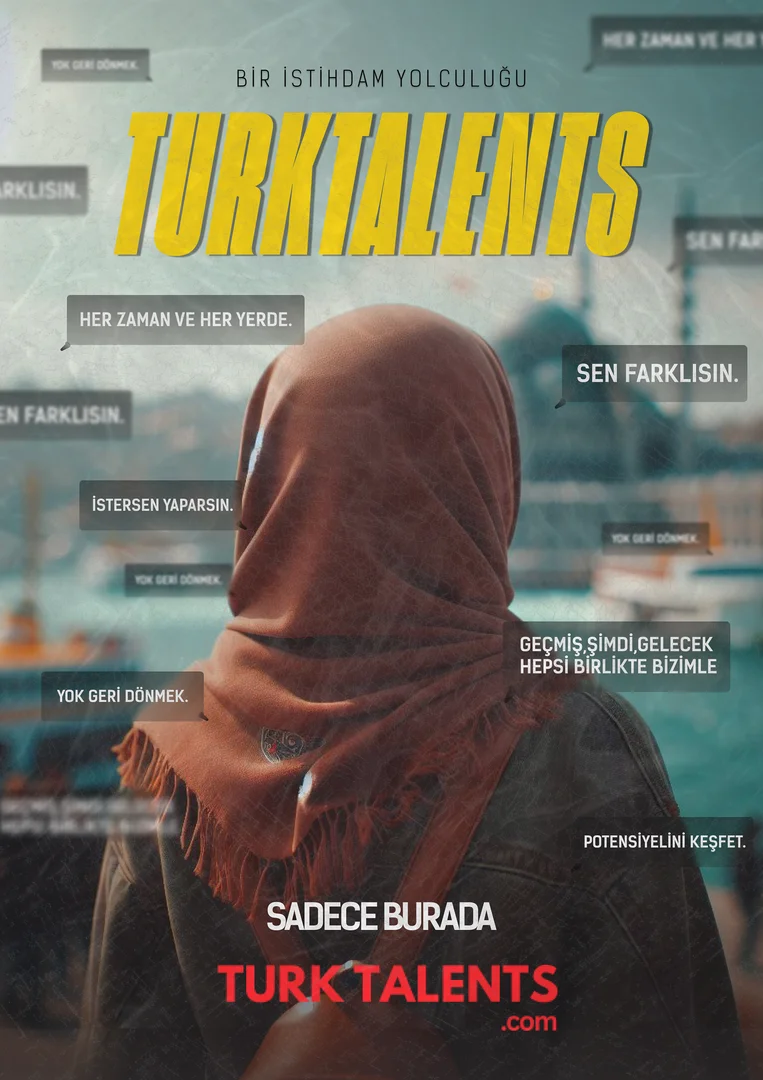 YOK GERİ DÖNMEK.
HER ZAMAN VE HER Y
BİR İSTİHDAM YOLCULUĞU
TURKTALENTS
ARKLISIN.
SEN FAR
HER ZAMAN VE HER YERDE.
SEN FARKLISIN.
EN FARKLISIN.
İSTERSEN YAPARSIN.
YOK GERİ DÖNMEK.
YOK GERİ DÖNMEK.
GEÇMİŞ,ŞİMDİ,GELECEK
HEPSİ BİRLİKTE BİZİMLE
YOK GERİ DÖNMEK.
POTENSİYELİNİ KEŞFET.
SADECE BURADA
TURK TALENTS
.com